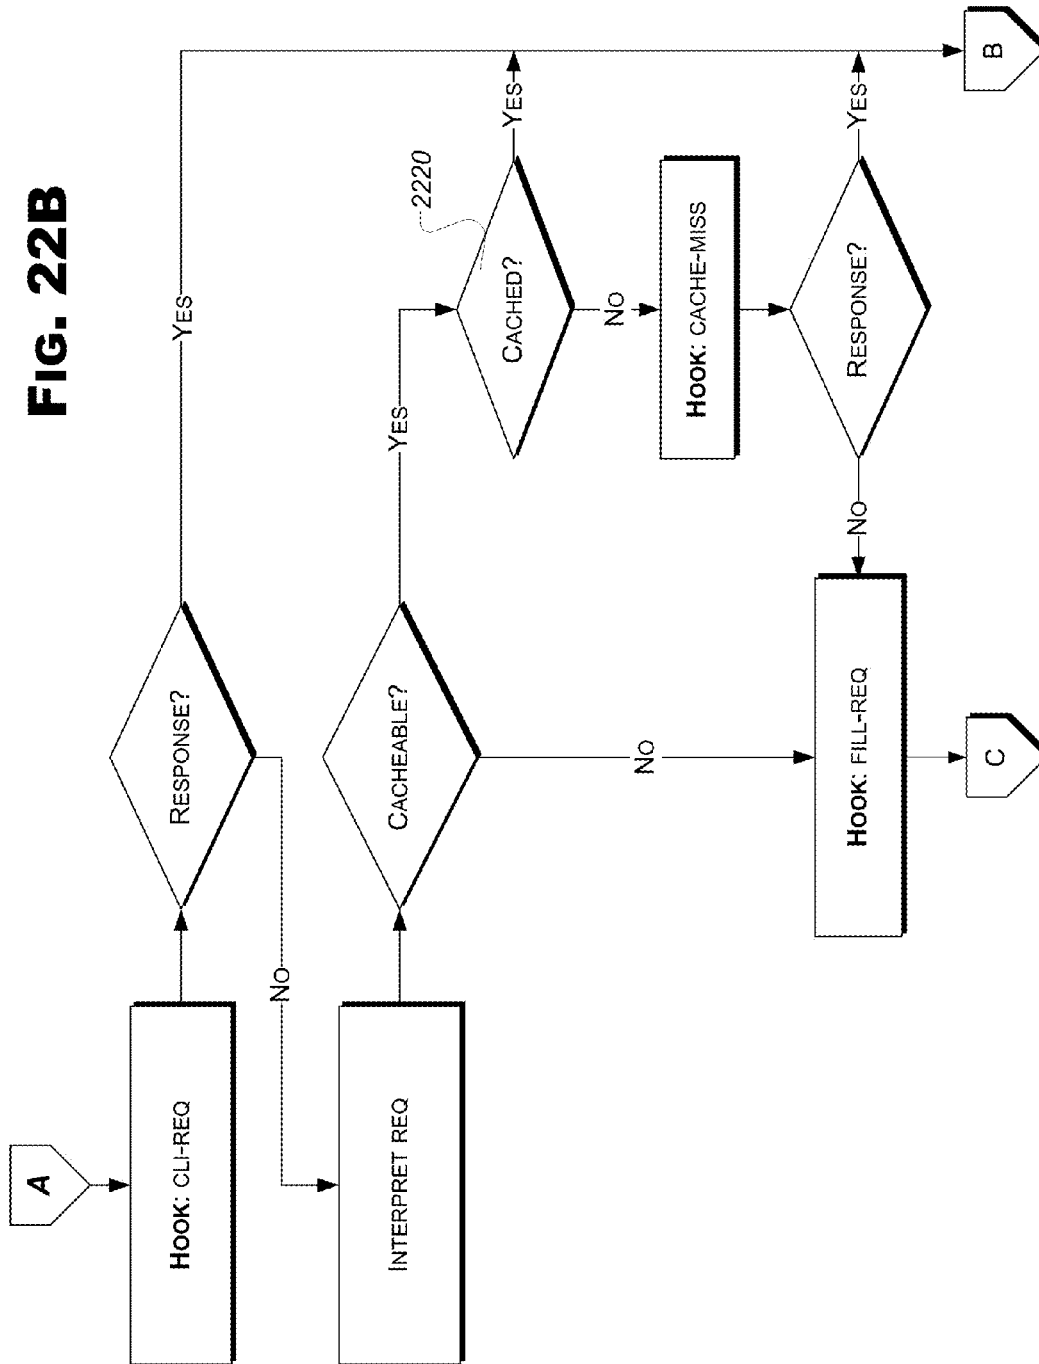 FIG. 22B
A
HOOK: CLI-REQ
RESPONSE?
YES
NO
INTERPRET REQ
CACHEABLE?
YES
NO
2220
CACHED?
YES
NO
HOOK: CACHE-MISS
RESPONSE?
YES
NO
HOOK: FILL-REQ
C
B